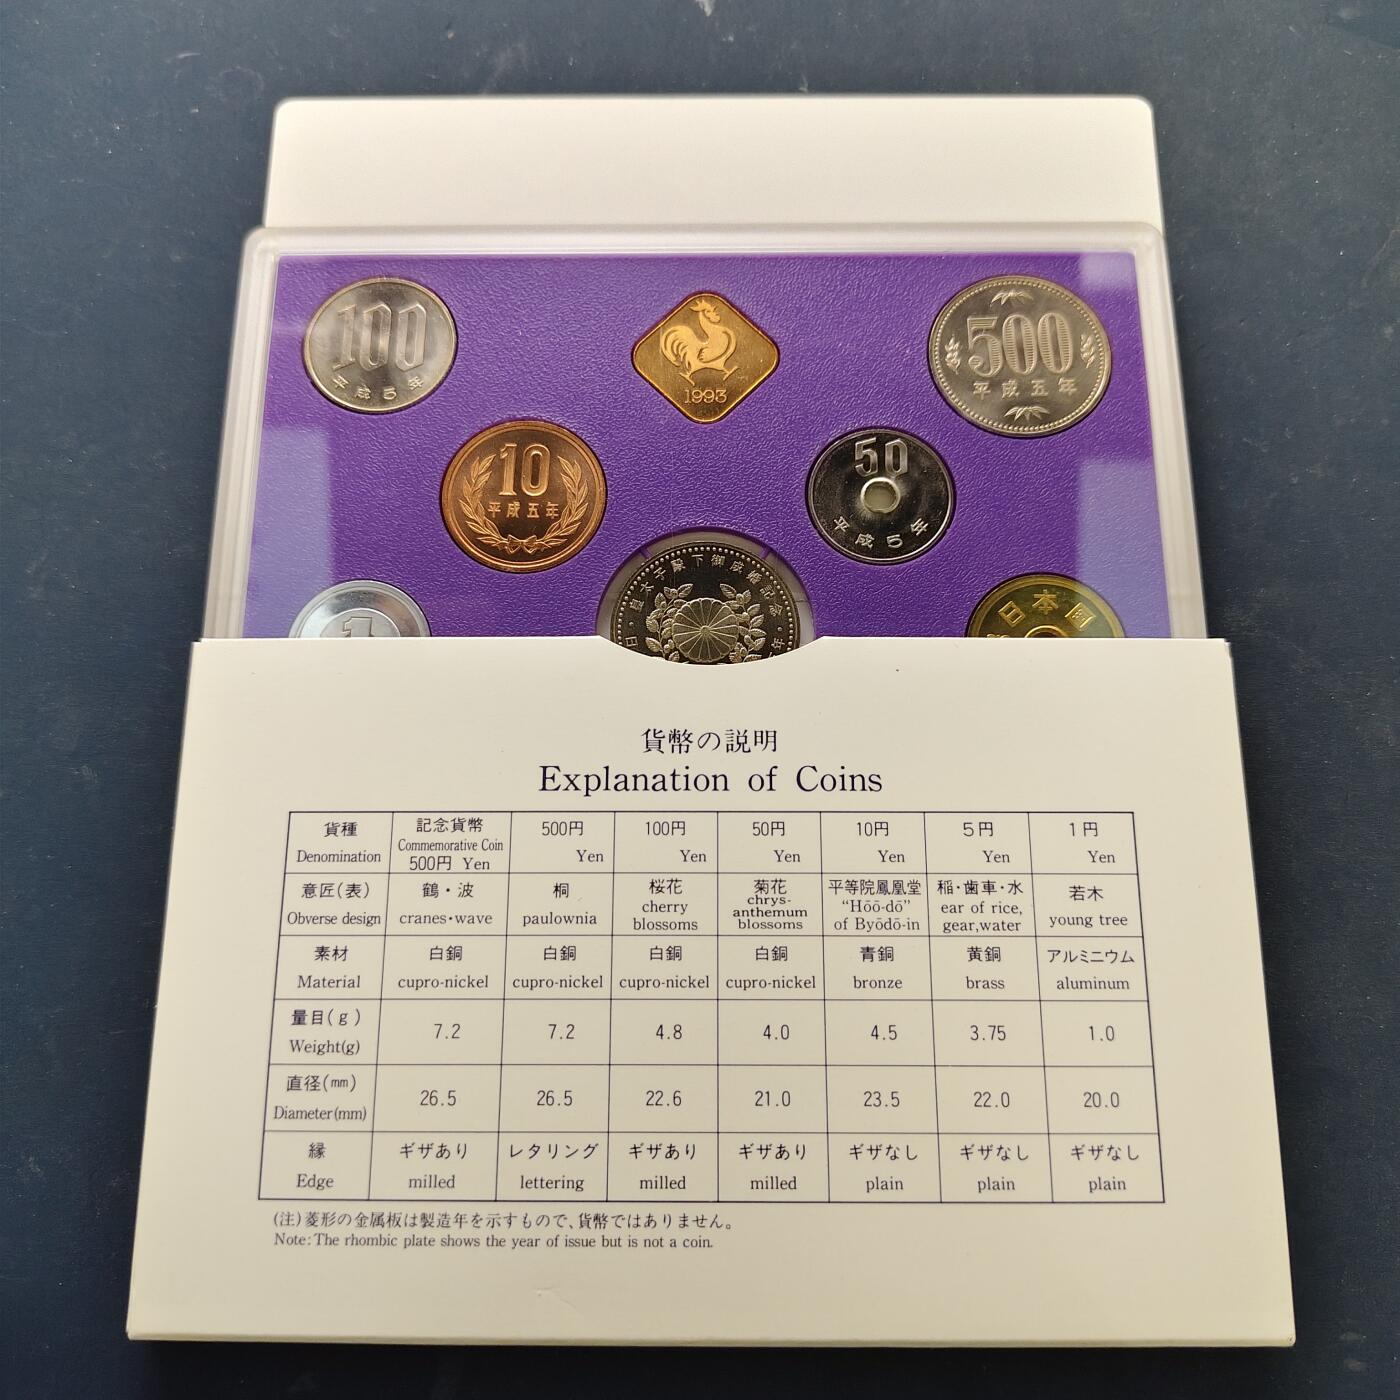 100
平成5年
1993
500
平成五年
10
平成五年
50
平成5年
皇太子殿下御成婚記念
1
日本国
貨幣の説明
Explanation of Coins
貨種 記念貨幣 500円 100円 50円 10円 5円 1円
Denomination Commemorative Coin Yen Yen Yen Yen Yen Yen
500円 Yen
意匠(表) 鶴・波 桐 桜花 菊花 平等院鳳凰堂 稲・歯車・水 若木
Obverse design cranes・wave paulownia cherry blossoms chrys-anthemum blossoms "Hōō-dō" of Byōdō-in ear of rice, gear,water young tree
素材 白銅 白銅 白銅 白銅 青銅 黄銅 アルミニウム
Material cupro-nickel cupro-nickel cupro-nickel cupro-nickel bronze brass aluminum
量目(g)
Weight(g) 7.2 7.2 4.8 4.0 4.5 3.75 1.0
直径(㎜)
Diameter(mm) 26.5 26.5 22.6 21.0 23.5 22.0 20.0
縁 ギザあり レタリング ギザあり ギザあり ギザなし ギザなし ギザなし
Edge milled lettering milled milled plain plain plain
(注)菱形の金属板は製造年を示すもので、貨幣ではありません。
Note: The rhombic plate shows the year of issue but is not a coin.